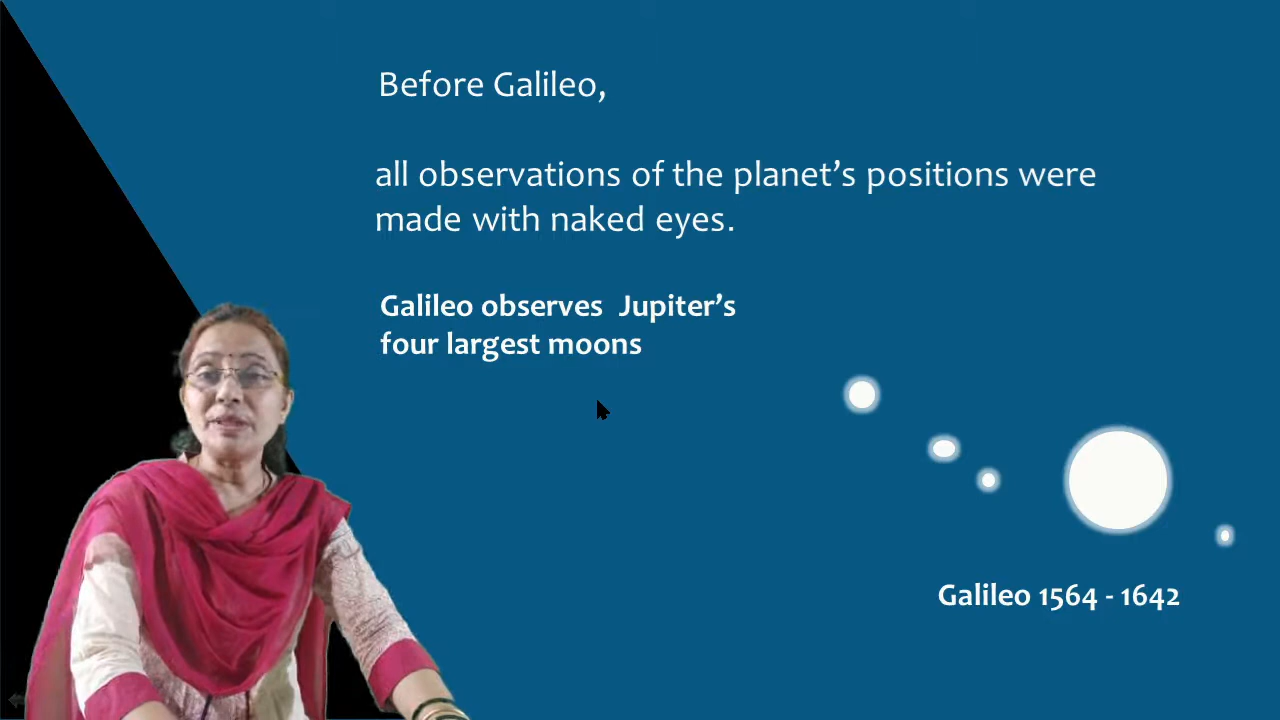 Before Galileo,
all observations of the planet’s positions were
made with naked eyes.
Galileo observes  Jupiter’s
four largest moons
Galileo 1564 - 1642